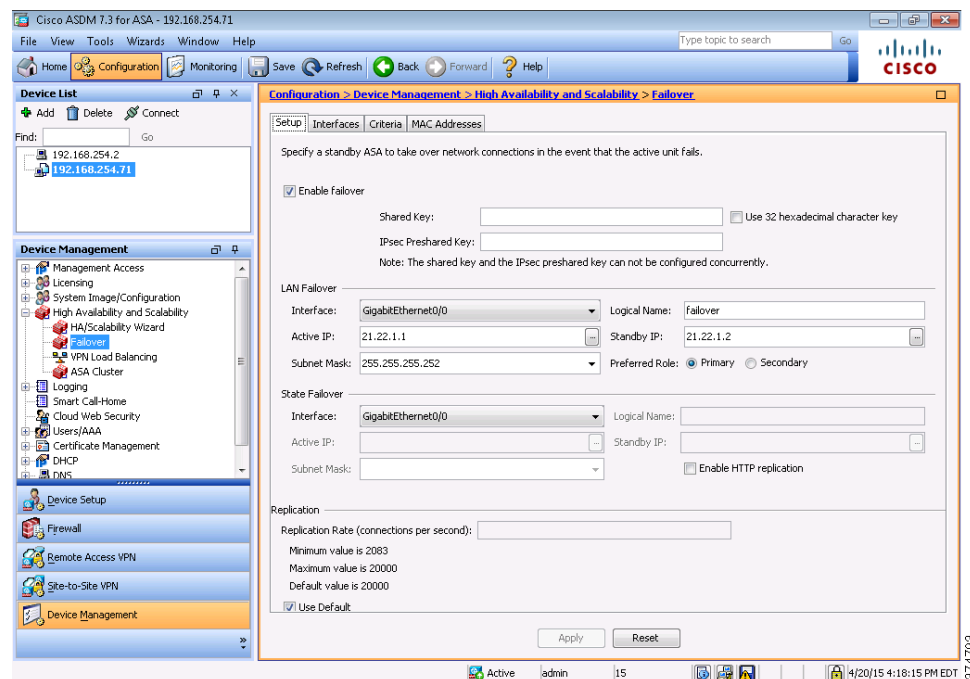 Cisco ASDM 7.3 for ASA - 192.168.254.71
File View Tools Wizards Window Help
Type topic to search Go
Home Configuration Monitoring Save Refresh Back Forward Help
CISCO
Device List
Add Delete Connect
Find: Go
192.168.254.2
192.168.254.71
Device Management
Management Access
Licensing
System Image/Configuration
High Availability and Scalability
HA/Scalability Wizard
Failover
VPN Load Balancing
ASA Cluster
Logging
Smart Call-Home
Cloud Web Security
Users/AAA
Certificate Management
DHCP
DNS
Device Setup
Firewall
Remote Access VPN
Site-to-Site VPN
Device Management
Configuration > Device Management > High Availability and Scalability > Failover
Setup Interfaces Criteria MAC Addresses
Specify a standby ASA to take over network connections in the event that the active unit fails.
Enable failover
Shared Key: Use 32 hexadecimal character key
IPsec Preshared Key:
Note: The shared key and the IPsec preshared key can not be configured concurrently.
LAN Failover
Interface: GigabitEthernet0/0 Logical Name: failover
Active IP: 21.22.1.1 ... Standby IP: 21.22.1.2 ...
Subnet Mask: 255.255.255.252 Preferred Role: Primary Secondary
State Failover
Interface: GigabitEthernet0/0 Logical Name:
Active IP: ... Standby IP: ...
Subnet Mask: Enable HTTP replication
Replication
Replication Rate (connections per second):
Minimum value is 2083
Maximum value is 20000
Default value is 20000
Use Default
Apply Reset
Active admin 15 4/20/15 4:18:15 PM EDT